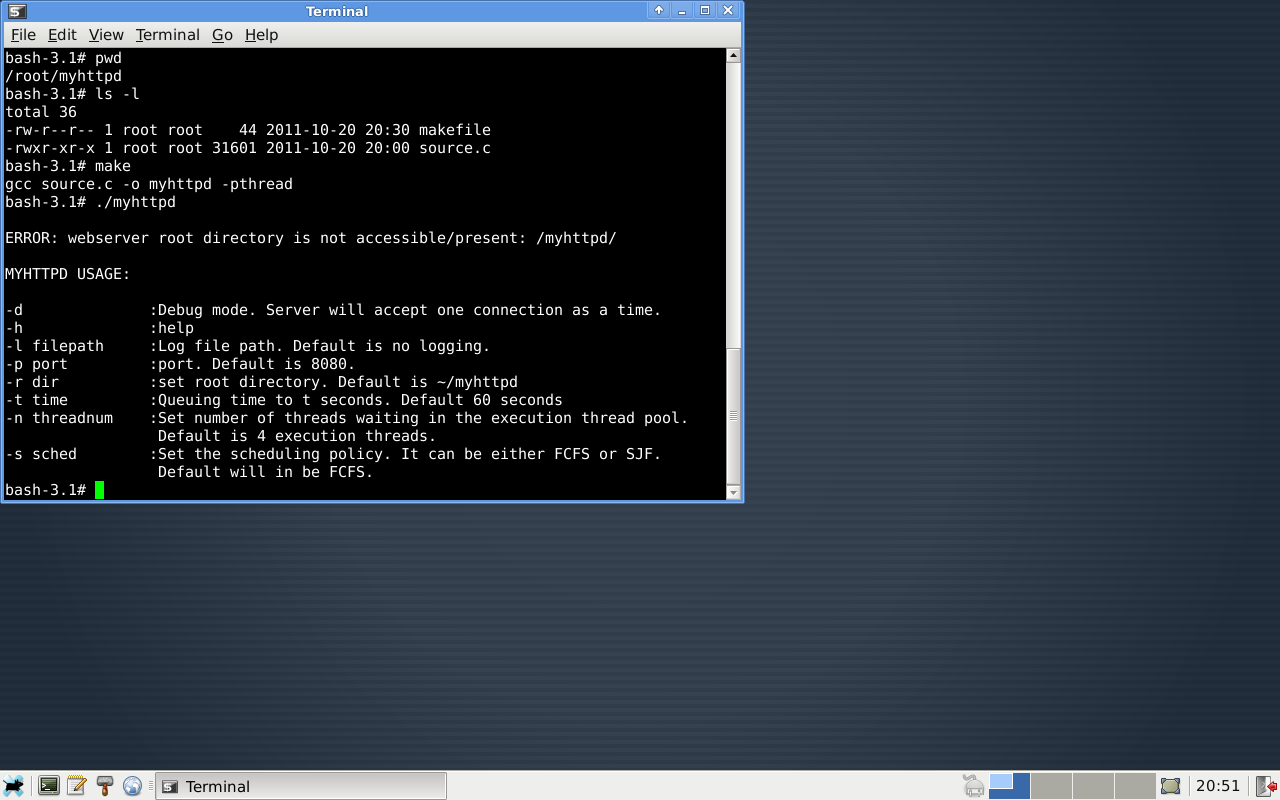 Terminal
File Edit View Terminal Go Help
bash-3.1# pwd
/root/myhttpd
bash-3.1# ls -l
total 36
-rw-r--r-- 1 root root    44 2011-10-20 20:30 makefile
-rwxr-xr-x 1 root root 31601 2011-10-20 20:00 source.c
bash-3.1# make
gcc source.c -o myhttpd -pthread
bash-3.1# ./myhttpd
ERROR: webserver root directory is not accessible/present: /myhttpd/
MYHTTPD USAGE:
-d              :Debug mode. Server will accept one connection as a time.
-h              :help
-l filepath     :Log file path. Default is no logging.
-p port         :port. Default is 8080.
-r dir          :set root directory. Default is ~/myhttpd
-t time         :Queuing time to t seconds. Default 60 seconds
-n threadnum    :Set number of threads waiting in the execution thread pool.
                 Default is 4 execution threads.
-s sched        :Set the scheduling policy. It can be either FCFS or SJF.
                 Default will in be FCFS.
bash-3.1#
Terminal
20:51